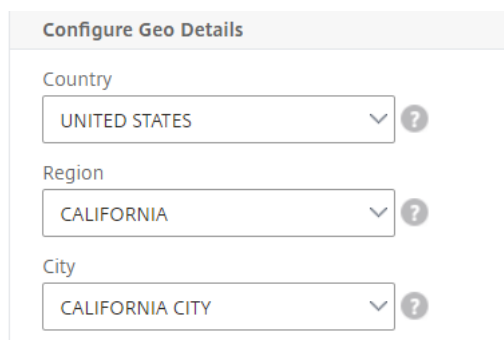 Configure Geo Details
Country
UNITED STATES
?
Region
CALIFORNIA
?
City
CALIFORNIA CITY
?